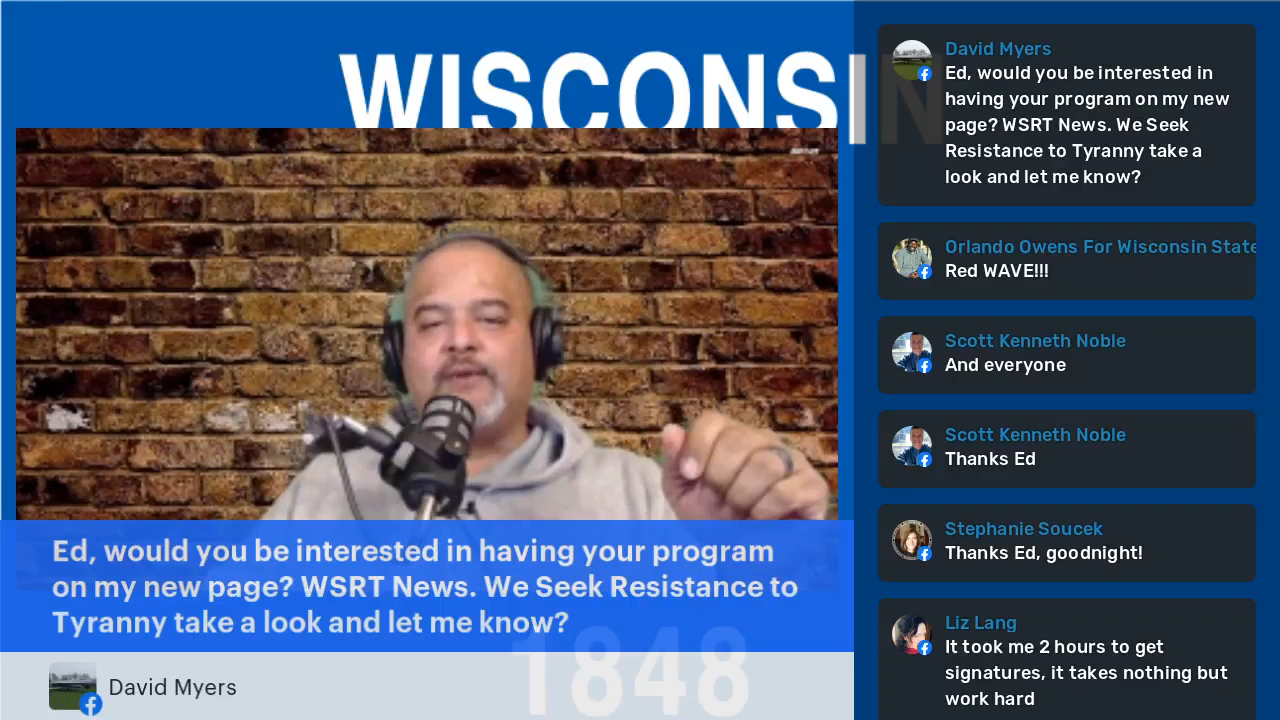 WISCONSIN
Ed, would you be interested in having your program
on my new page? WSRT News. We Seek Resistance to
Tyranny take a look and let me know?
1848
David Myers
David Myers
Ed, would you be interested in
having your program on my new
page? WSRT News. We Seek
Resistance to Tyranny take a
look and let me know?
Orlando Owens For Wisconsin State
Red WAVE!!!
Scott Kenneth Noble
And everyone
Scott Kenneth Noble
Thanks Ed
Stephanie Soucek
Thanks Ed, goodnight!
Liz Lang
It took me 2 hours to get
signatures, it takes nothing but
work hard